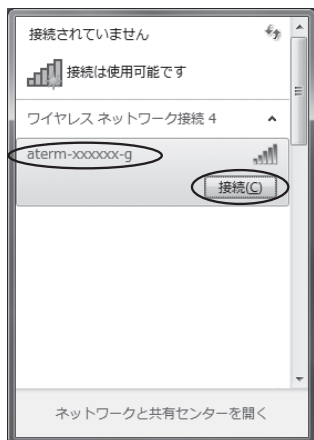 接続されていません
接続は使用可能です
ワイヤレス ネットワーク接続 4
aterm-xxxxxx-g
接続(C)
ネットワークと共有センターを開く